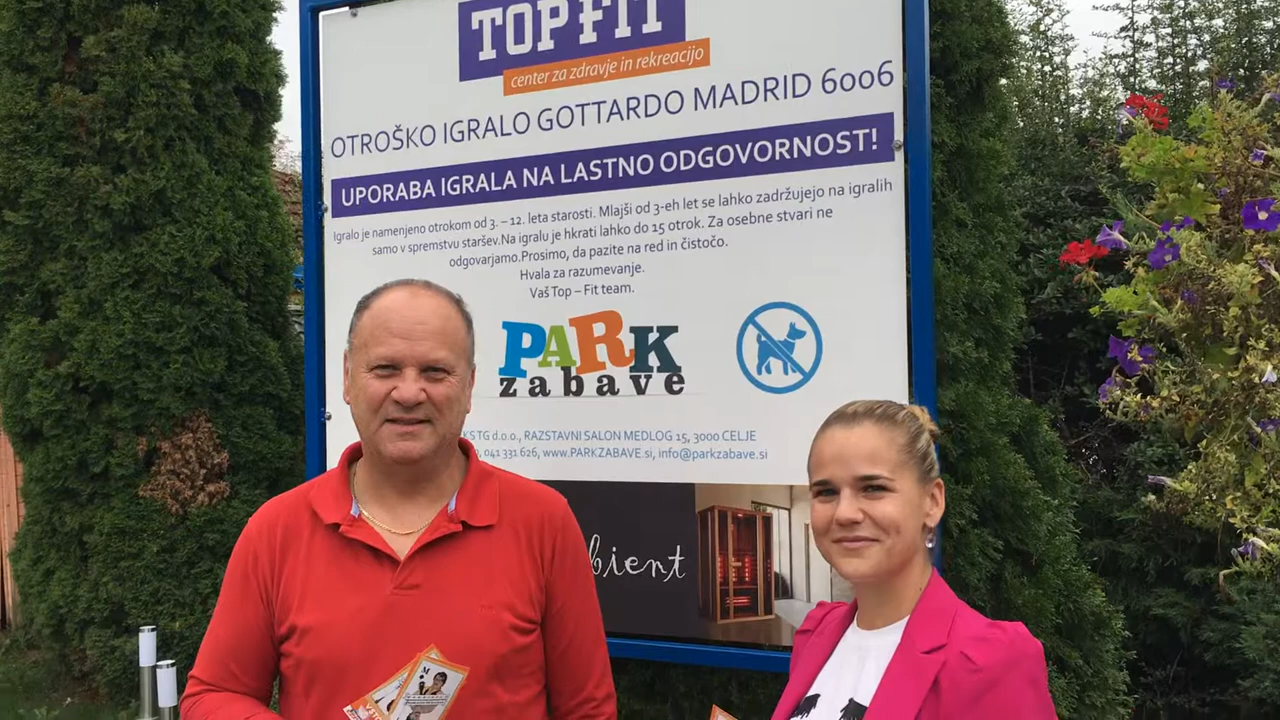 TOP FIT
center za zdravje in rekreacijo
OTROŠKO IGRALO GOTTARDO MADRID 6006
UPORABA IGRALA NA LASTNO ODGOVORNOST!
Igralo je namenjeno otrokom od 3. – 12. leta starosti. Mlajši od 3-eh let se lahko zadržujejo na igralih
samo v spremstvu staršev.Na igralu je hkrati lahko do 15 otrok. Za osebne stvari ne
odgovarjamo.Prosimo, da pazite na red in čistočo.
Hvala za razumevanje.
Vaš Top – Fit team.
PARK
zabave
KS TG d.o.o., RAZSTAVNI SALON MEDLOG 15, 3000 CELJE
041 331 626, www.PARKZABAVE.si, info@parkzabave.si
bient